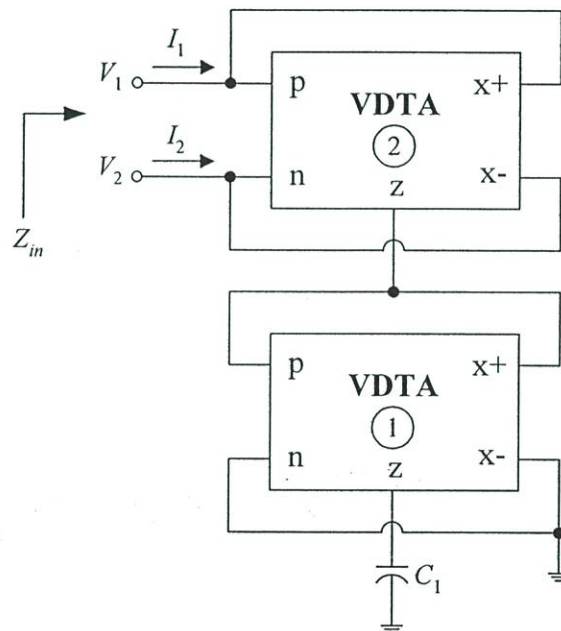 I1
V1 p x+
VDTA
2
I2
V2 n x-
z
Zin
p x+
VDTA
1
n x-
z
C1